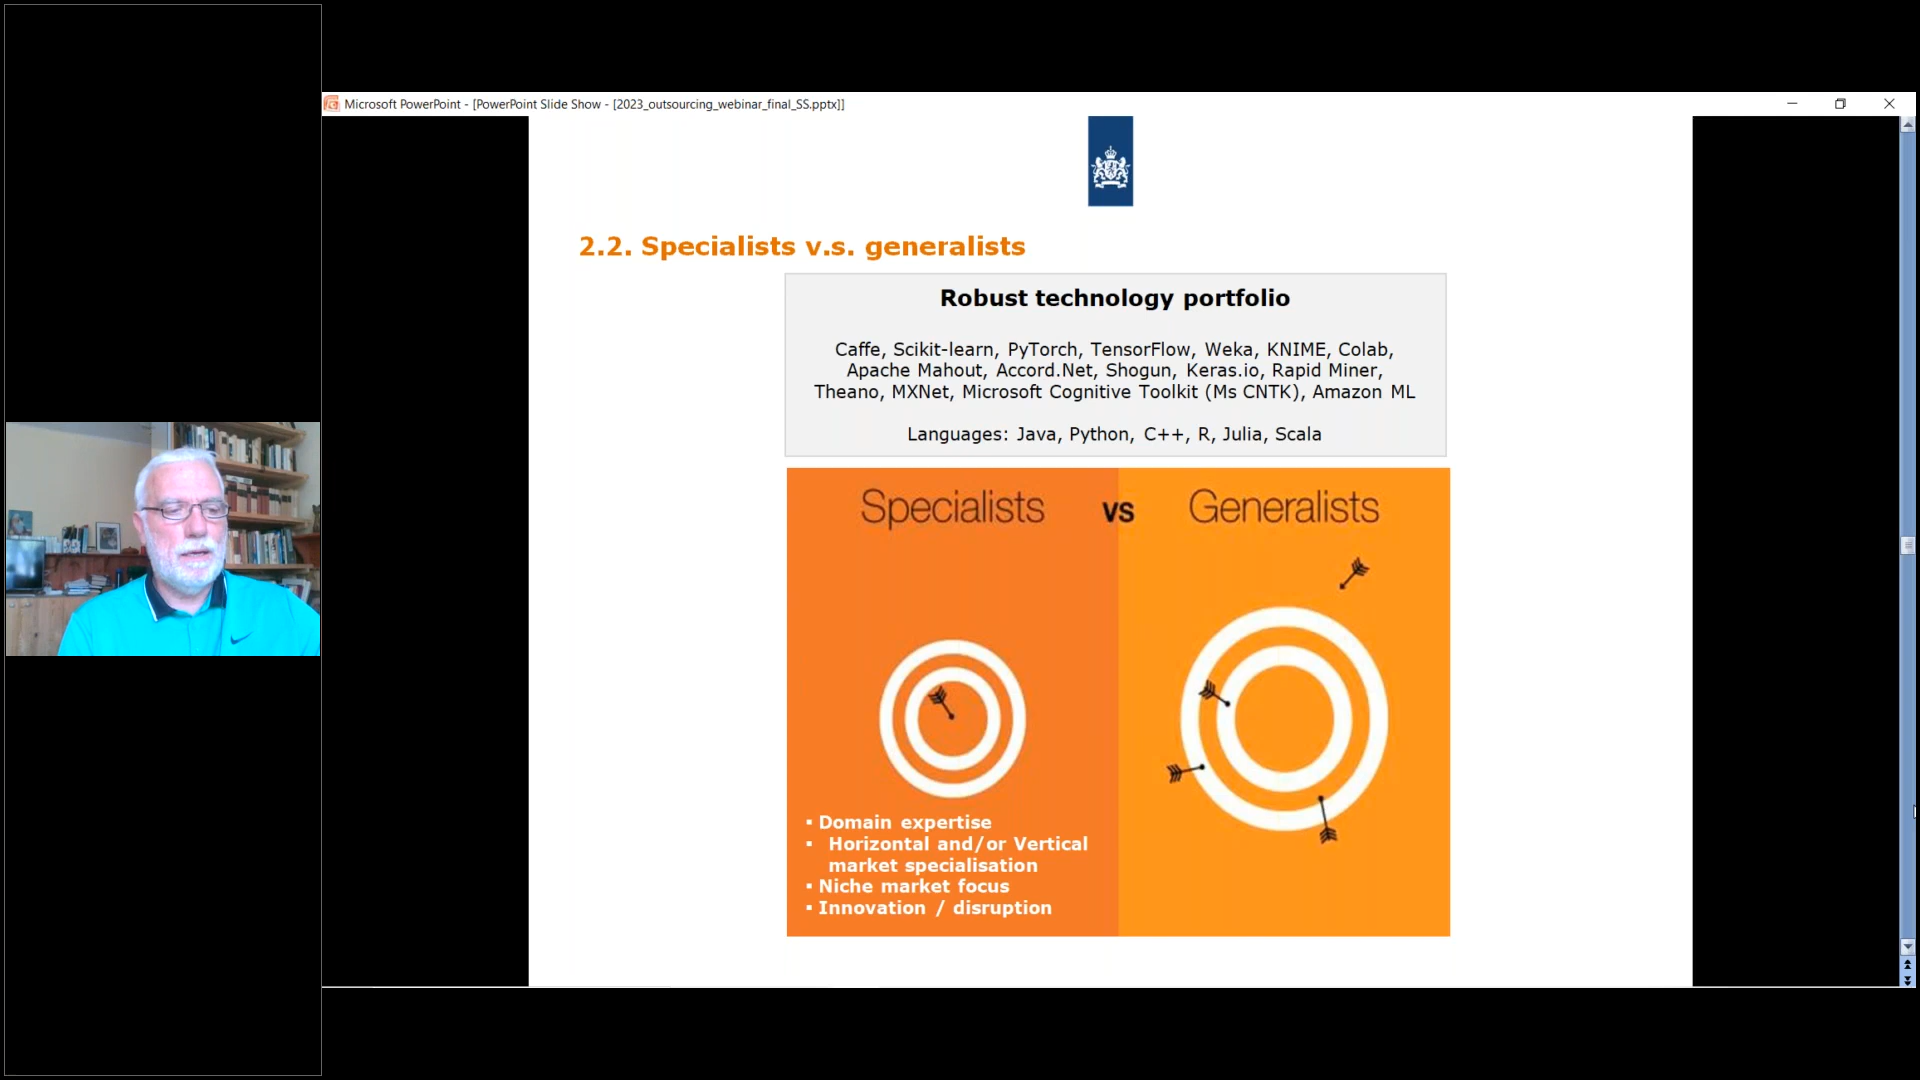 Microsoft PowerPoint - [PowerPoint Slide Show - [2023_outsourcing_webinar_final_SS.pptx]]
2.2. Specialists v.s. generalists
Robust technology portfolio
Caffe, Scikit-learn, PyTorch, TensorFlow, Weka, KNIME, Colab,
Apache Mahout, Accord.Net, Shogun, Keras.io, Rapid Miner,
Theano, MXNet, Microsoft Cognitive Toolkit (Ms CNTK), Amazon ML
Languages: Java, Python, C++, R, Julia, Scala
Specialists vs Generalists
▪ Domain expertise
▪ Horizontal and/or Vertical
market specialisation
▪ Niche market focus
▪ Innovation / disruption